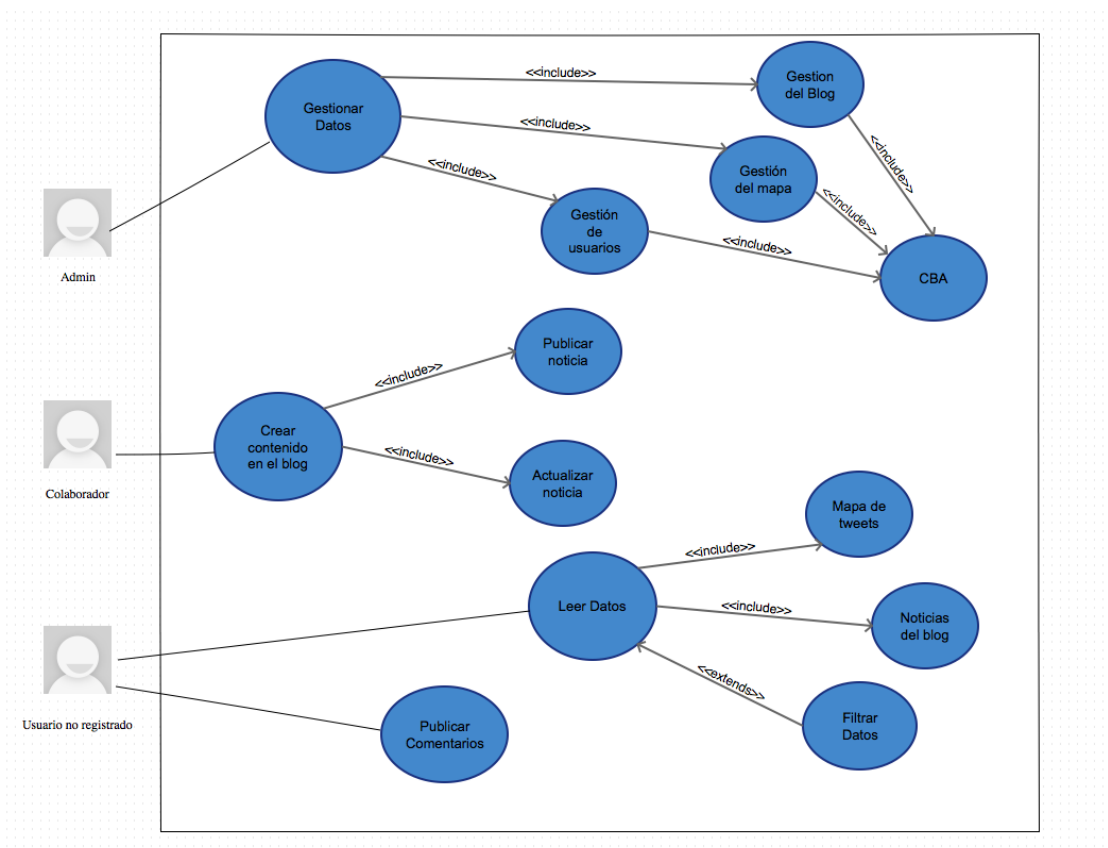 <<include>>
Gestion
del Blog
Gestionar
Datos
<<include>>
<<include>>
<<include>>
Gestión
del mapa
<<include>>
Gestión
de
usuarios
<<include>>
CBA
Admin
Publicar
noticia
<<include>>
Crear
contenido
en el blog
<<include>>
Actualizar
noticia
Colaborador
Mapa de
tweets
<<include>>
Leer Datos
<<include>>
Noticias
del blog
<<extends>>
Filtrar
Datos
Usuario no registrado
Publicar
Comentarios